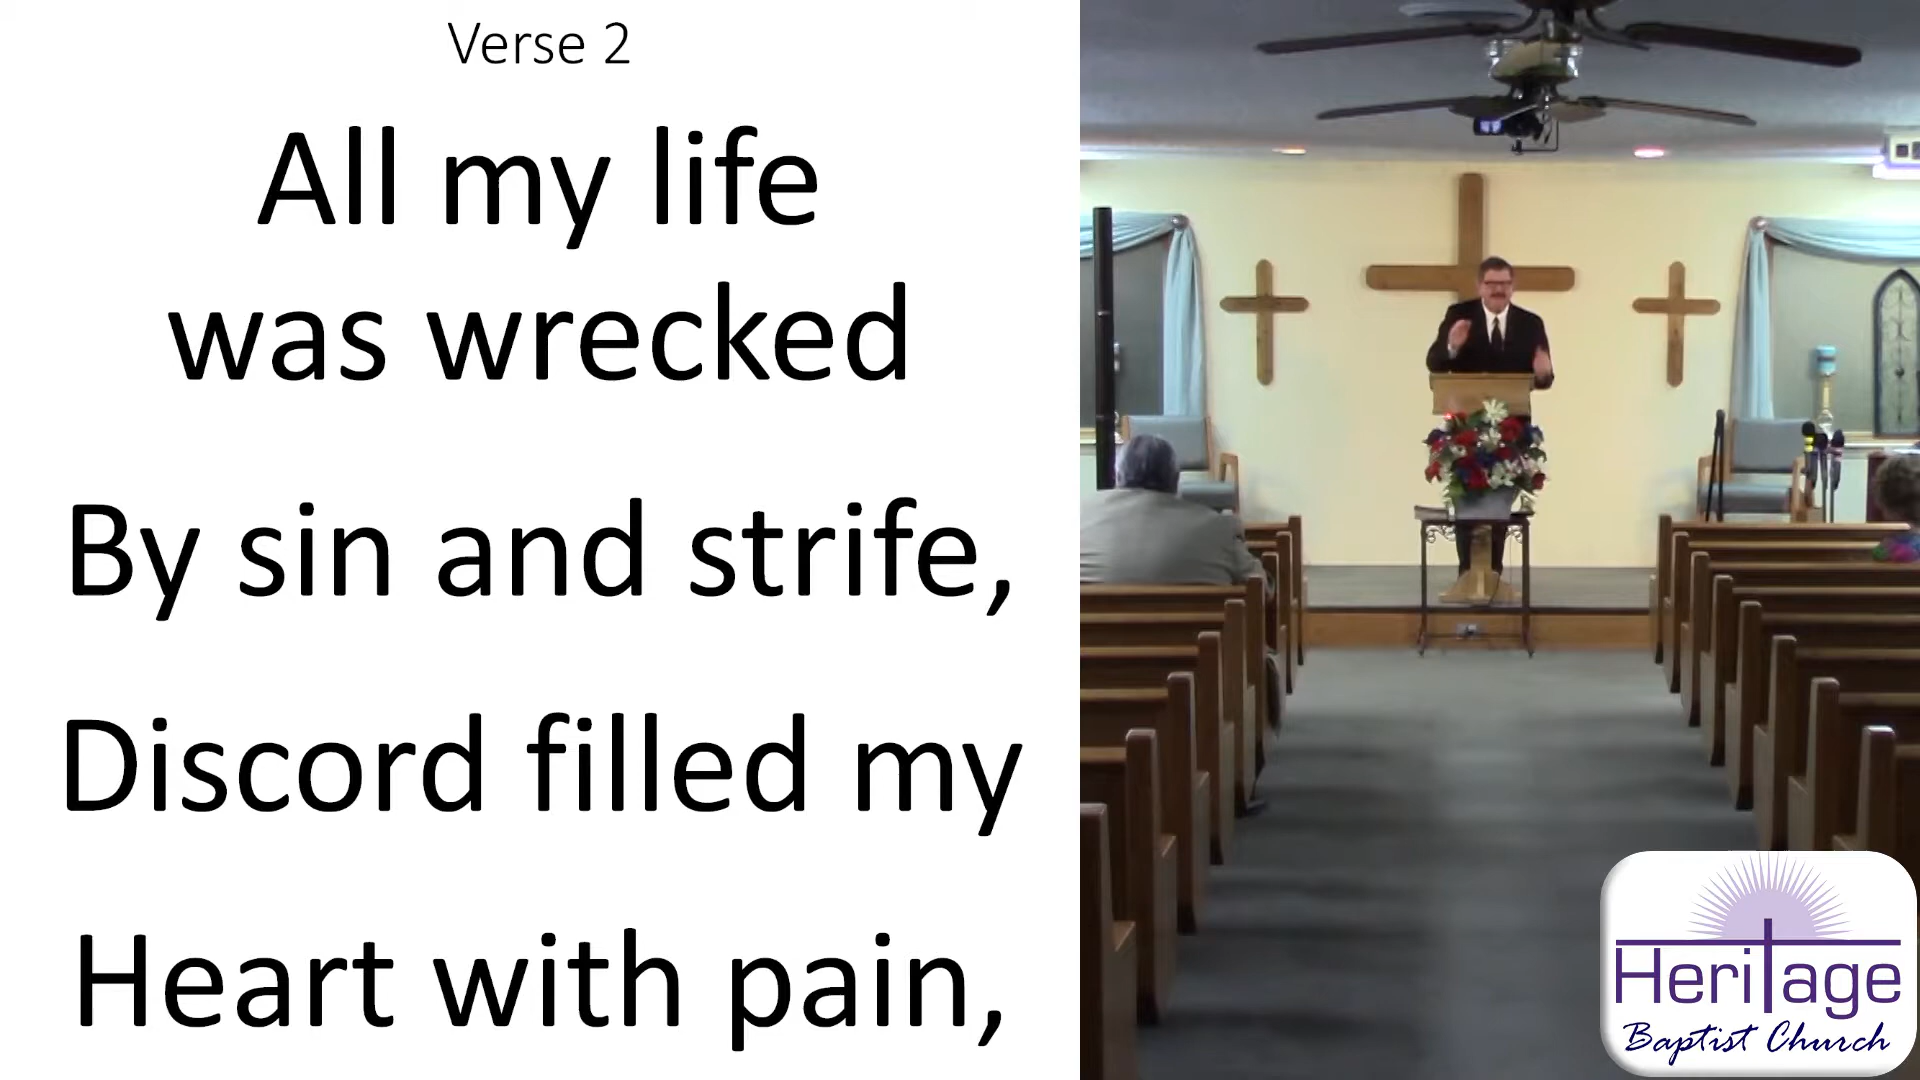 Verse 2
All my life
was wrecked
By sin and strife,
Discord filled my
Heart with pain,
Heritage
Baptist Church